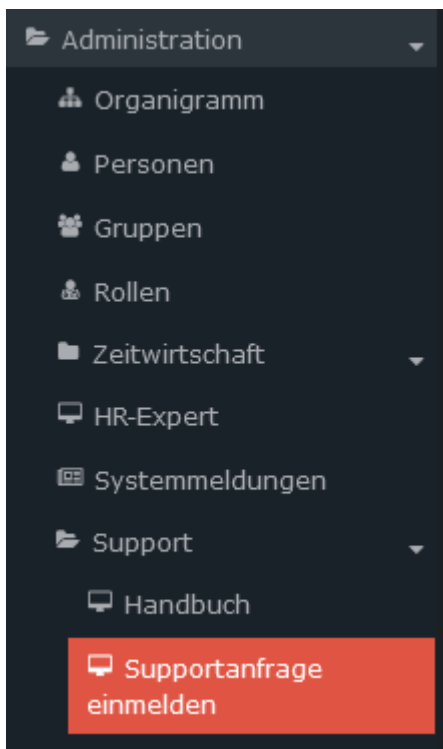 Administration
Organigramm
Personen
Gruppen
Rollen
Zeitwirtschaft
HR-Expert
Systemmeldungen
Support
Handbuch
Supportanfrage
einmelden